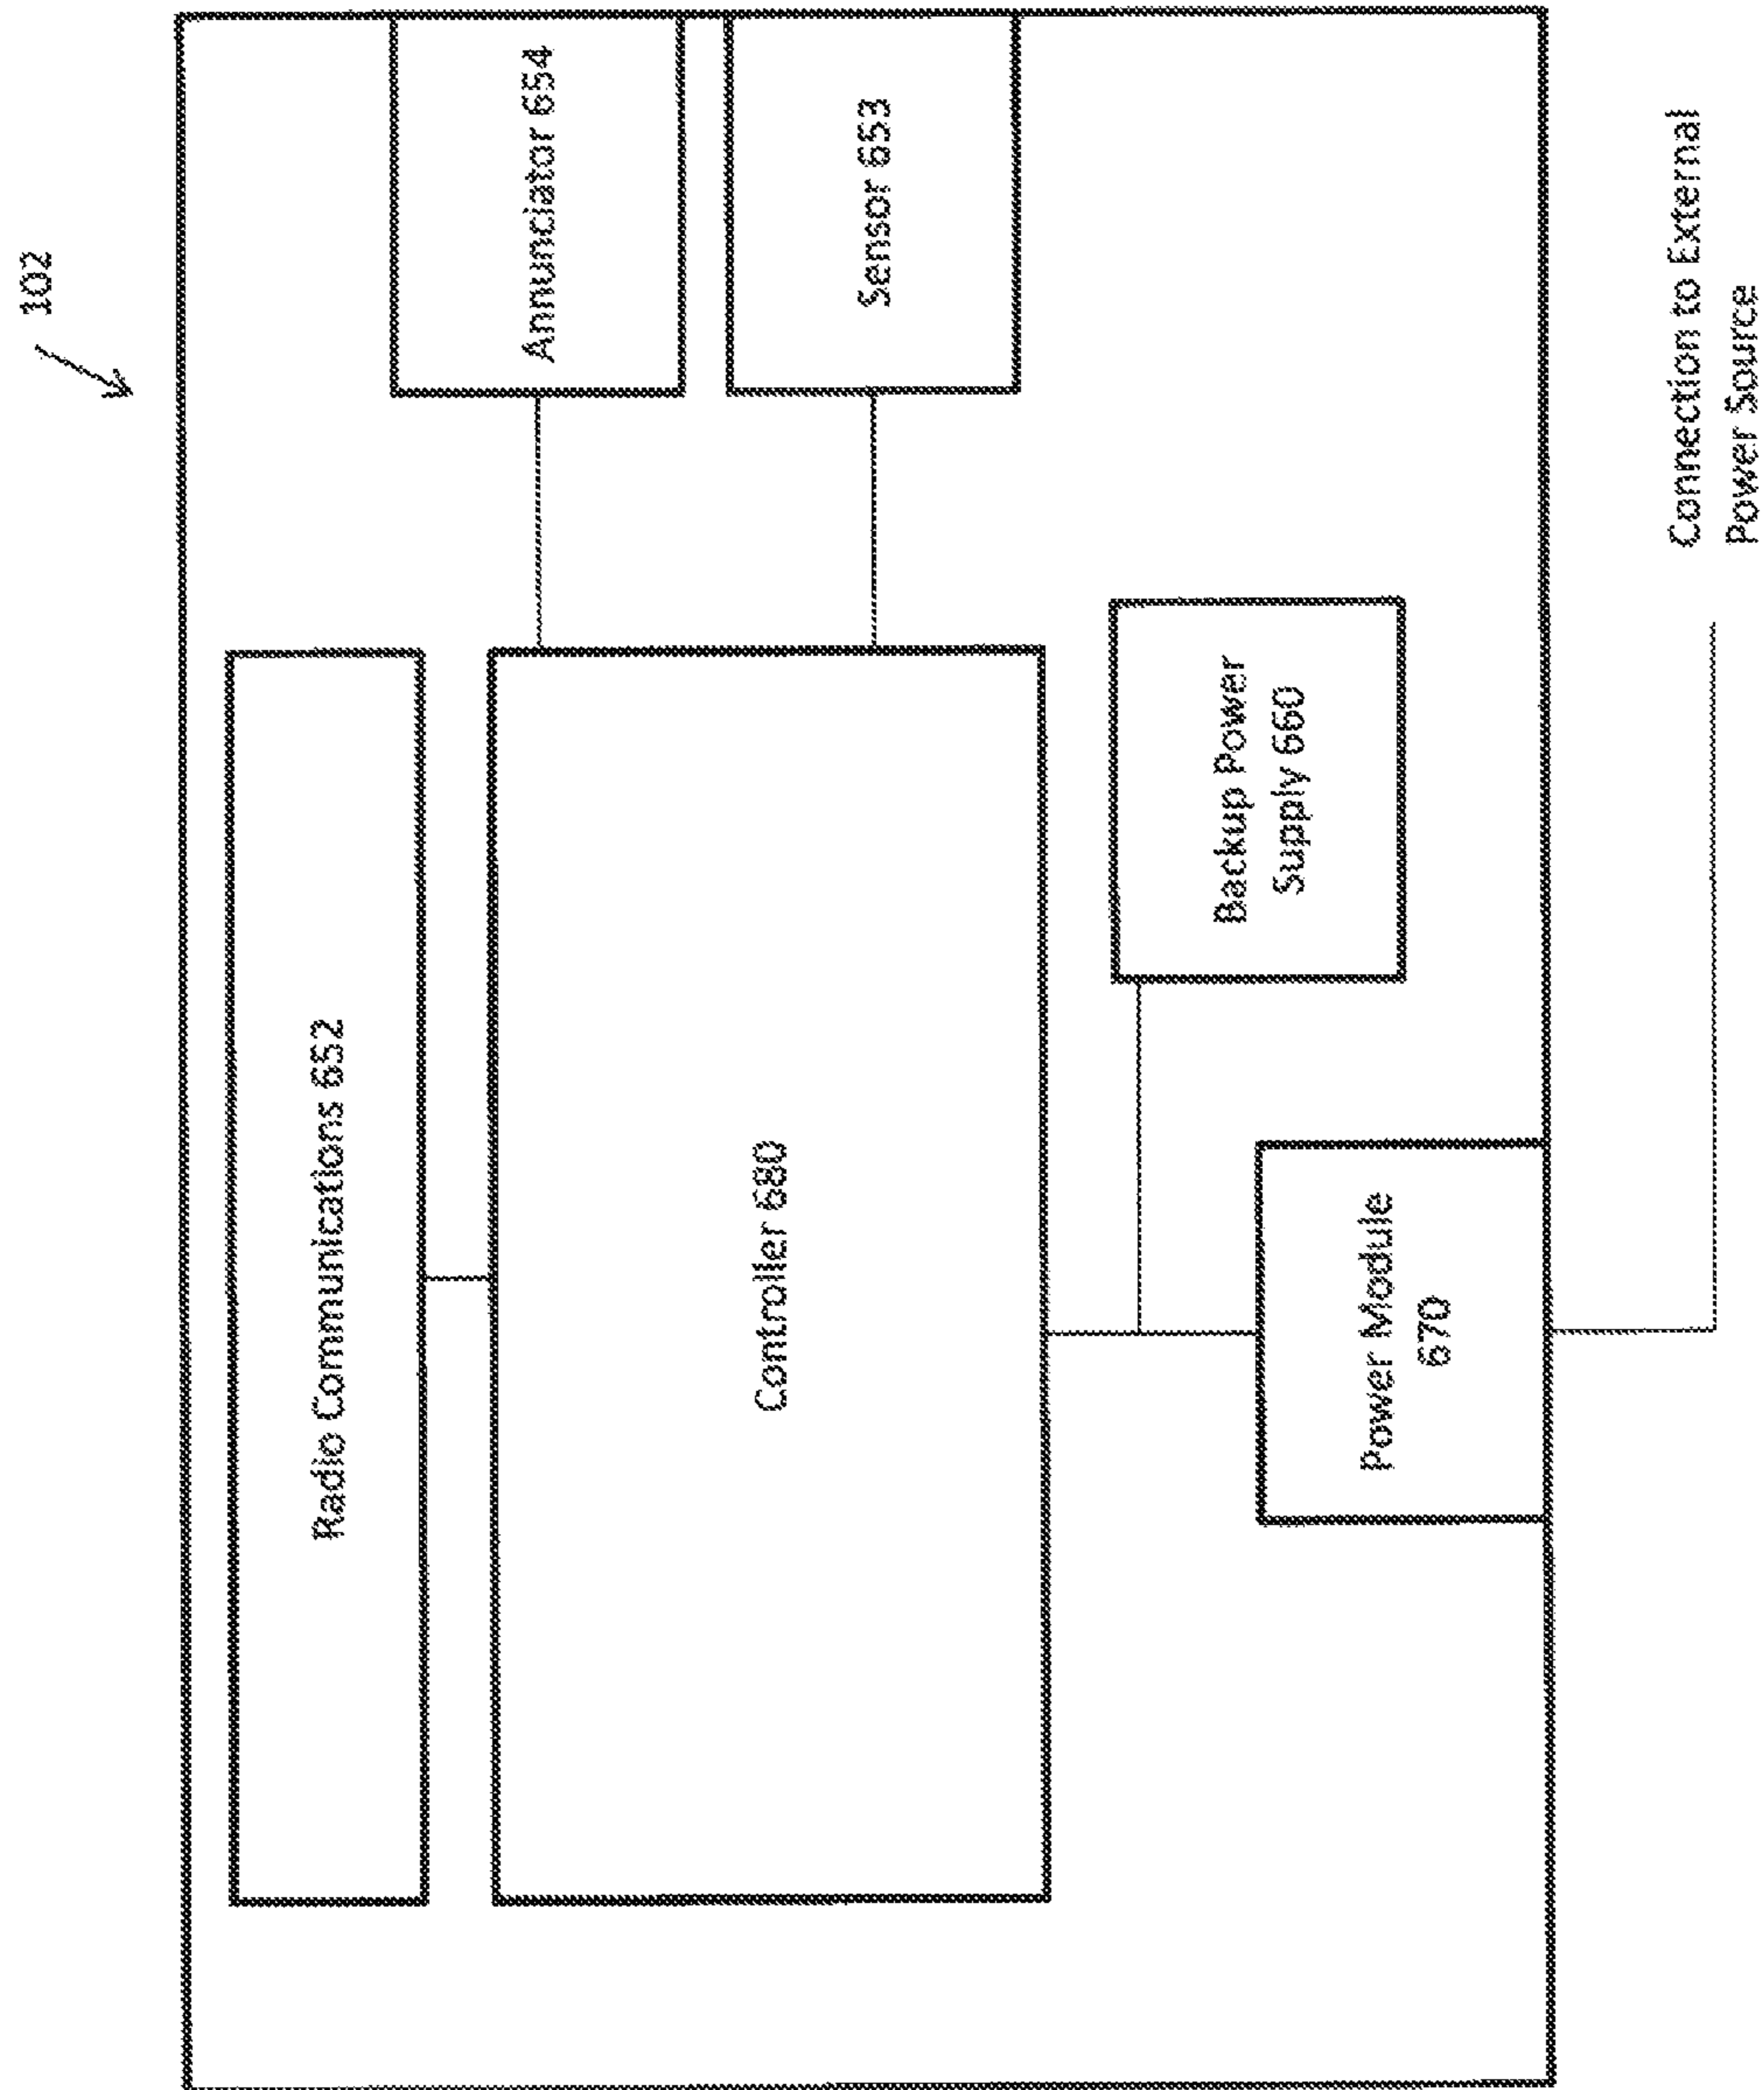 102
Radio Communications 652
Annunciator 654
Controller 680
Sensor 653
Backup Power
Supply 660
Power Module
670
Connection to External
Power Source